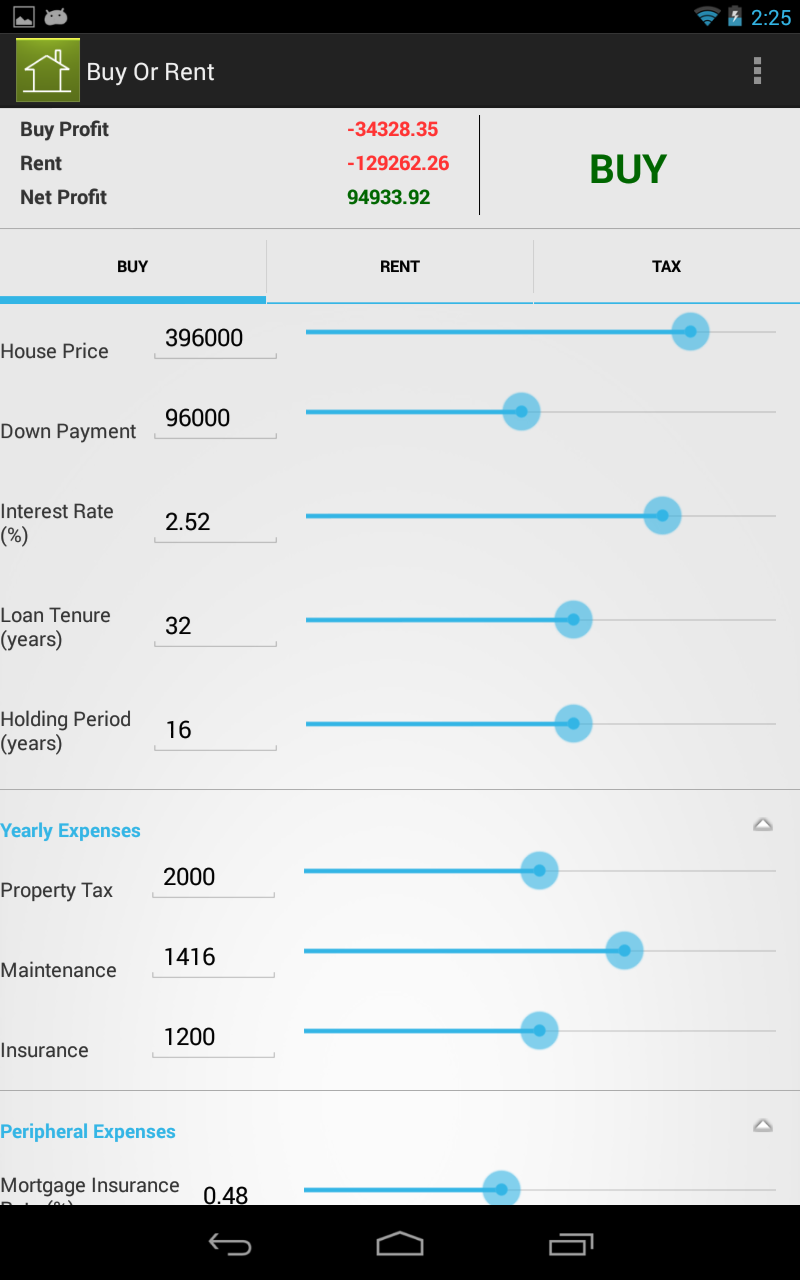 2:25
Buy Or Rent
Buy Profit -34328.35
Rent -129262.26
Net Profit 94933.92
BUY
BUY RENT TAX
House Price 396000
Down Payment 96000
Interest Rate
(%) 2.52
Loan Tenure
(years) 32
Holding Period
(years) 16
Yearly Expenses
Property Tax 2000
Maintenance 1416
Insurance 1200
Peripheral Expenses
Mortgage Insurance 0.48